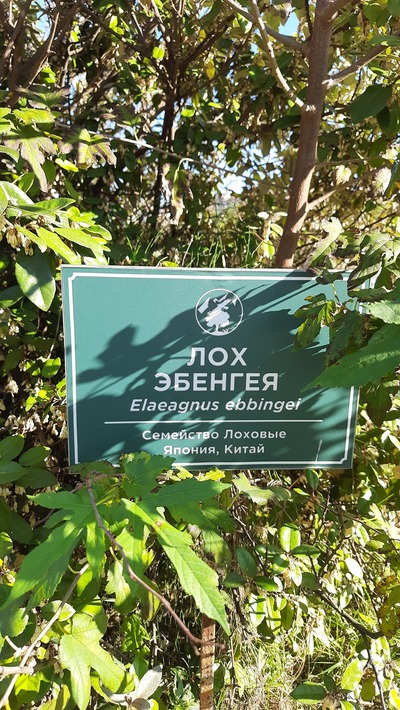 ЛОХ
ЭБЕНГЕЯ
Elaeagnus ebbingei
Семейство Лоховые
Япония, Китай